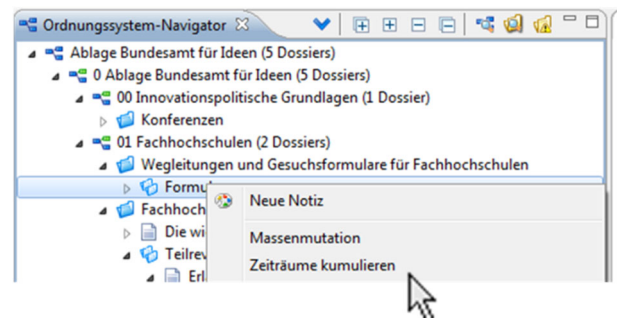 Ordnungssystem-Navigator
Ablage Bundesamt für Ideen (5 Dossiers)
0 Ablage Bundesamt für Ideen (5 Dossiers)
00 Innovationspolitische Grundlagen (1 Dossier)
Konferenzen
01 Fachhochschulen (2 Dossiers)
Wegleitungen und Gesuchsformulare für Fachhochschulen
Formul
Neue Notiz
Fachhoch
Die wi
Massenmutation
Teilrev
Zeiträume kumulieren
Erl